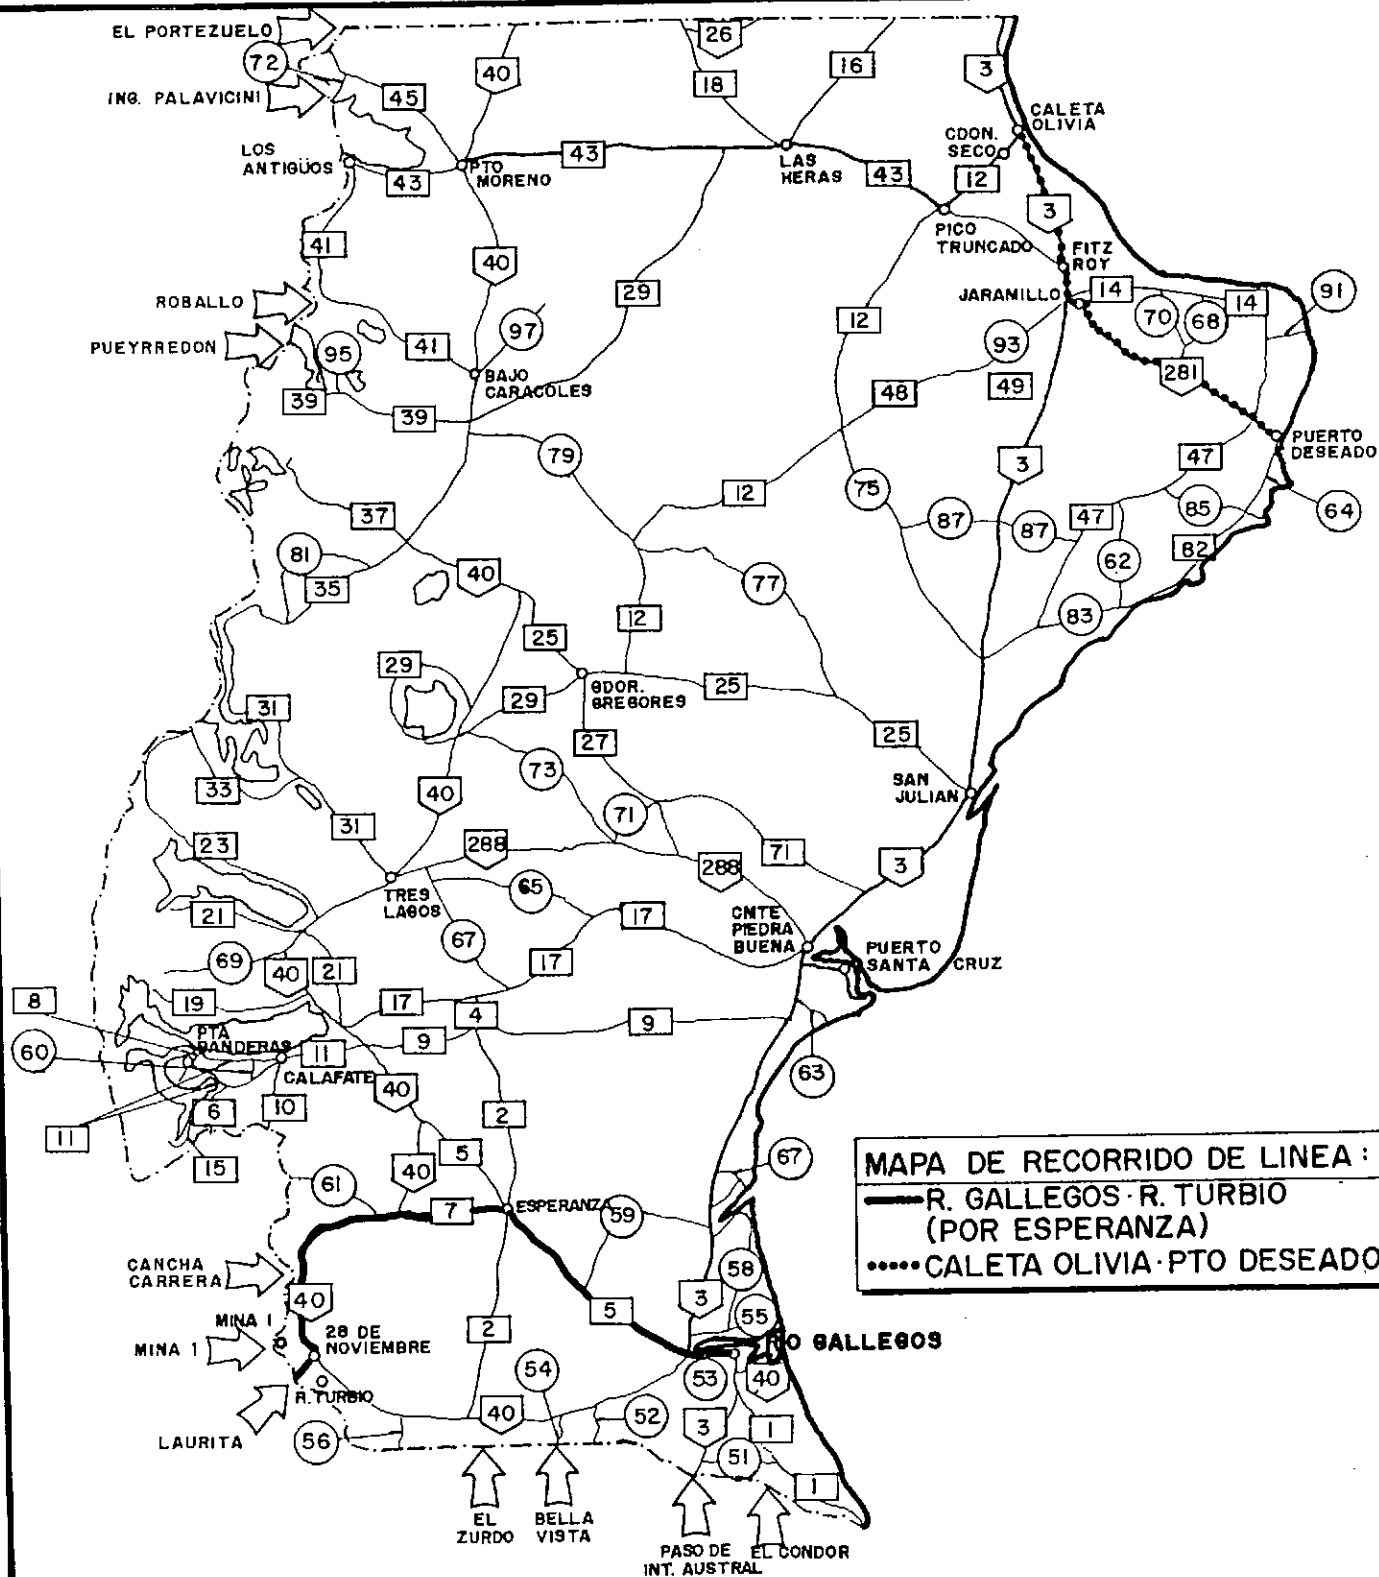 EL PORTEZUELO
72
ING. PALAVICINI
45
40
26
18
16
3
CALETA
OLIVIA
CDON.
SECO
LOS
ANTIGÜOS
43
PTO
MORENO
43
LAS
HERAS
43
12
3
PICO
TRUNCADO
FITZ
ROY
41
40
29
JARAMILLO
14
14
91
ROBALLO
PUEYRREDON
95
41
97
12
93
70
68
281
BAJO
CARACOLES
39
39
48
49
79
3
47
PUERTO
DESEADO
37
12
75
87
87
47
85
64
81
35
40
77
62
82
12
83
25
29
29
GDOR.
GREGORES
25
31
27
25
33
73
40
SAN
JULIAN
71
31
23
288
71
288
3
TRES
LAGOS
65
21
17
CMTE
PIEDRA
BUENA
67
69
40
21
17
PUERTO
SANTA CRUZ
8
19
17
4
9
PTA
BANDERAS
60
11
9
CALAFATE
63
40
6
10
2
11
15
5
67
61
40
7
ESPERANZA
59
MAPA DE RECORRIDO DE LINEA :
R. GALLEGOS · R. TURBIO
(POR ESPERANZA)
CALETA OLIVIA · PTO DESEADO
CANCHA
CARRERA
40
58
3
5
55
MINA 1
MINA 1
28 DE
NOVIEMBRE
2
RIO GALLEGOS
54
53
40
R. TURBIO
LAURITA
56
40
52
3
1
51
1
EL
ZURDO
BELLA
VISTA
PASO DE
INT. AUSTRAL
EL CONDOR